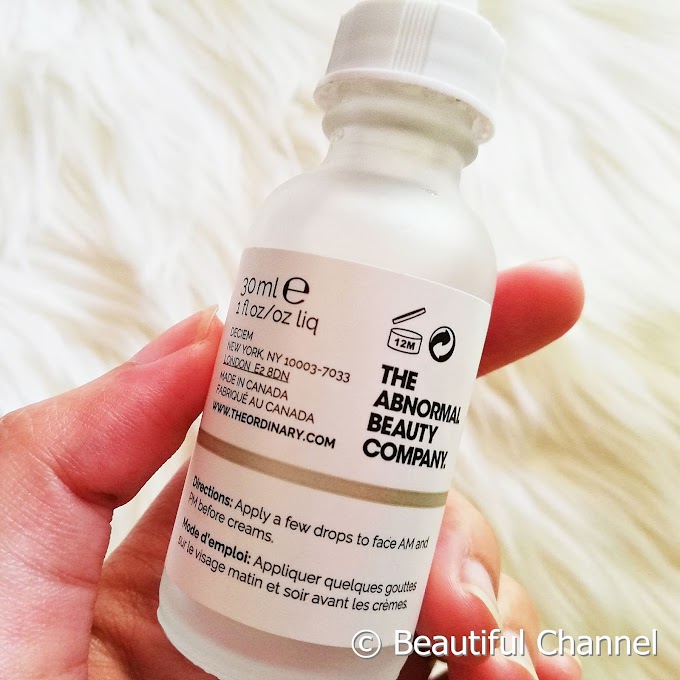 30 ml ℮
1 fl oz/oz liq
DECIEM
NEW YORK, NY 10003-7033
LONDON, E2 8DN
MADE IN CANADA
FABRIQUÉ AU CANADA
WWW.THEORDINARY.COM
12M
THE
ABNORMAL
BEAUTY
COMPANY.
Directions: Apply a few drops to face AM and
PM before creams.
Mode d'emploi: Appliquer quelques gouttes
sur le visage matin et soir avant les crèmes.
© Beautiful Channel